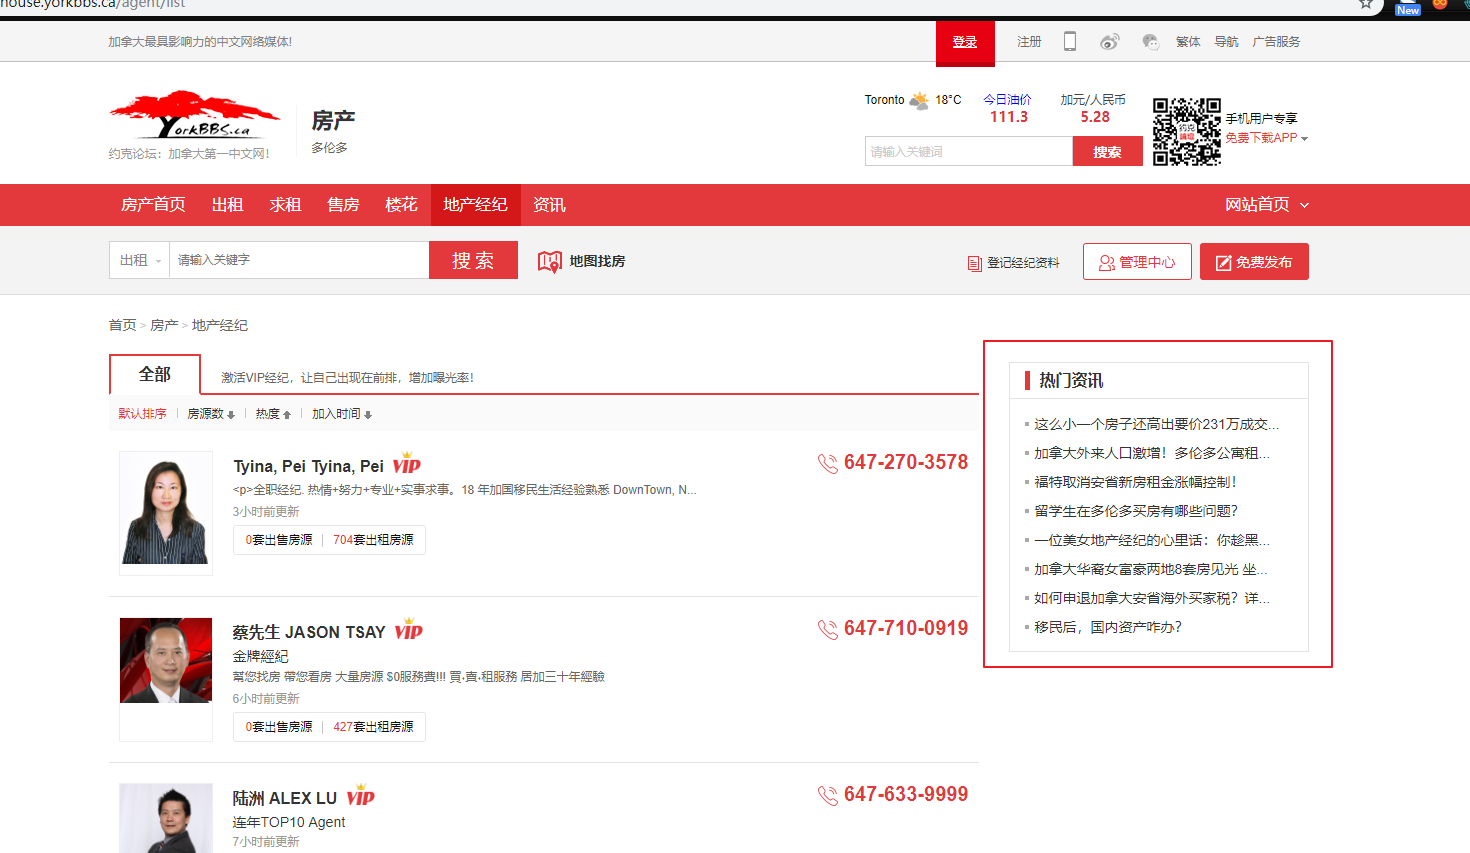 house.yorkbbs.ca/agent/list
New
加拿大最具影响力的中文网络媒体!
登录
注册
繁体
导航
广告服务
YorkBBS.ca
约克论坛：加拿大第一中文网!
房产
多伦多
Toronto 18°C
今日油价
111.3
加元/人民币
5.28
请输入关键词
搜索
手机用户专享
免费下载APP
房产首页
出租
求租
售房
楼花
地产经纪
资讯
网站首页
出租
请输入关键字
搜 索
地图找房
登记经纪资料
管理中心
免费发布
首页 > 房产 > 地产经纪
全部
激活VIP经纪，让自己出现在前排，增加曝光率!
默认排序
房源数
热度
加入时间
Tyina, Pei Tyina, Pei VIP
647-270-3578
<p>全职经纪. 热情+努力+专业+实事求事。18 年加国移民生活经验熟悉 DownTown, N...
3小时前更新
0套出售房源 | 704套出租房源
蔡先生 JASON TSAY VIP
647-710-0919
金牌經紀
幫您找房 帶您看房 大量房源 $0服務費!!! 買.賣.租服務 居加三十年經驗
6小时前更新
0套出售房源 | 427套出租房源
陆洲 ALEX LU VIP
647-633-9999
连年TOP10 Agent
7小时前更新
热门资讯
这么小一个房子还高出要价231万成交...
加拿大外来人口激增！多伦多公寓租...
福特取消安省新房租金涨幅控制！
留学生在多伦多买房有哪些问题?
一位美女地产经纪的心里话：你趁黑...
加拿大华裔女富豪两地8套房见光 坐...
如何申退加拿大安省海外买家税？详...
移民后，国内资产咋办?